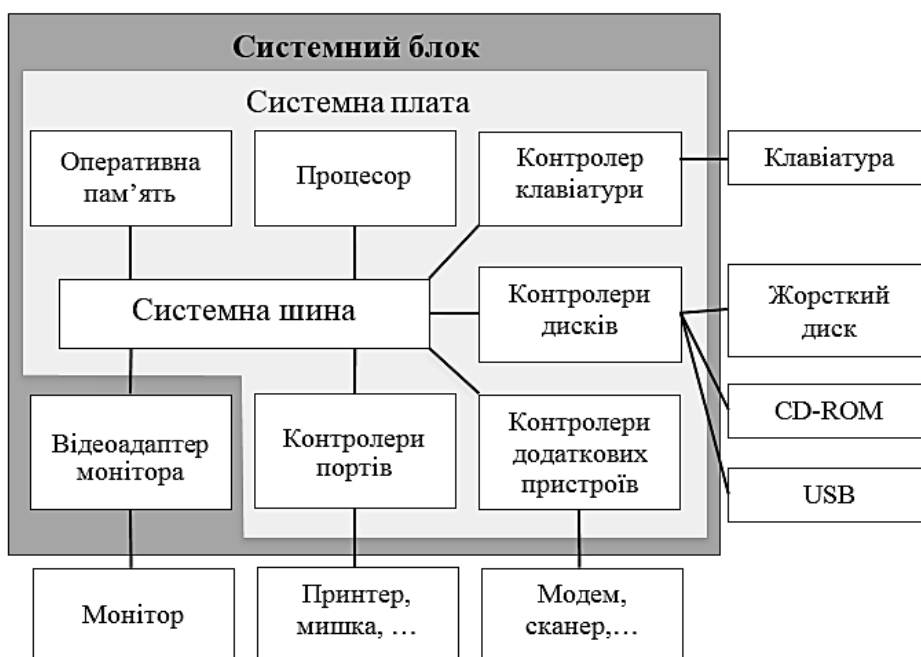 Системний блок
Системна плата
Оперативна
пам’ять
Процесор
Контролер
клавіатури
Клавіатура
Системна шина
Контролери
дисків
Жорсткий
диск
CD-ROM
USB
Відеоадаптер
монітора
Контролери
портів
Контролери
додаткових
пристроїв
Монітор
Принтер,
мишка, …
Модем,
сканер,…